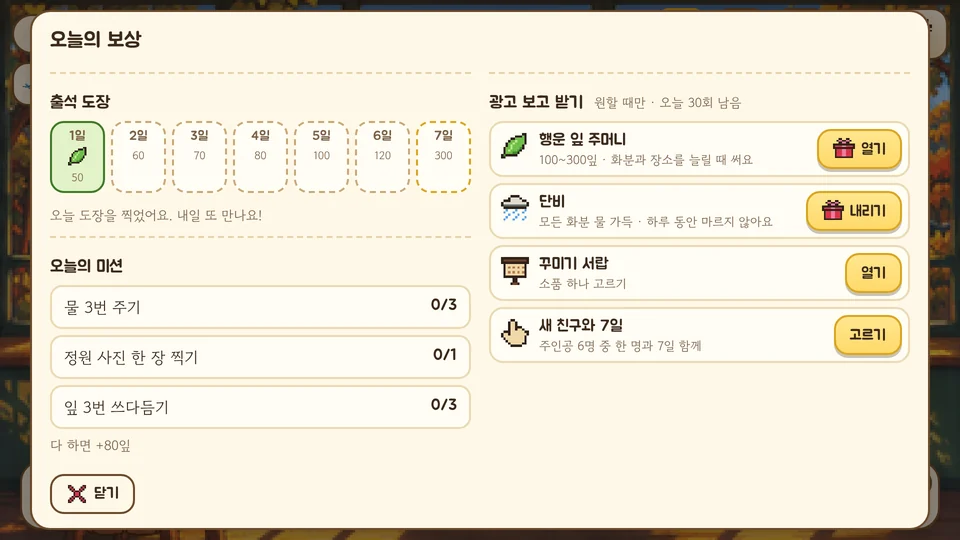 오늘의 보상
출석 도장
1일 2일 3일 4일 5일 6일 7일
50 60 70 80 100 120 300
오늘 도장을 찍었어요. 내일 또 만나요!
오늘의 미션
물 3번 주기 0/3
정원 사진 한 장 찍기 0/1
잎 3번 쓰다듬기 0/3
다 하면 +80잎
닫기
광고 보고 받기 원할 때만 · 오늘 30회 남음
행운 잎 주머니
100~300잎 · 화분과 장소를 늘릴 때 써요
열기
단비
모든 화분 물 가득 · 하루 동안 마르지 않아요
내리기
꾸미기 서랍
소품 하나 고르기
열기
새 친구와 7일
주인공 6명 중 한 명과 7일 함께
고르기